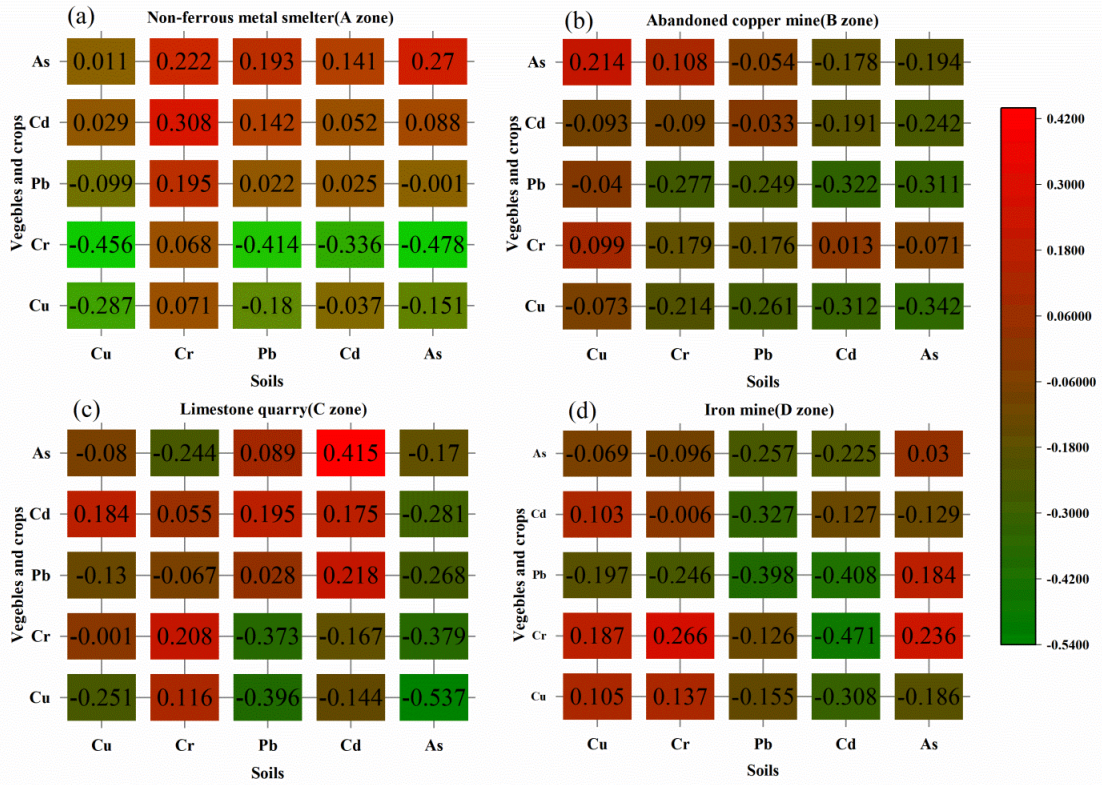 (a)
Non-ferrous metal smelter(A zone)
Vegebles and crops
As 0.011 0.222 0.193 0.141 0.27
Cd 0.029 0.308 0.142 0.052 0.088
Pb -0.099 0.195 0.022 0.025 -0.001
Cr -0.456 0.068 -0.414 -0.336 -0.478
Cu -0.287 0.071 -0.18 -0.037 -0.151
Cu Cr Pb Cd As
Soils
(b)
Abandoned copper mine(B zone)
Vegebles and crops
As 0.214 0.108 -0.054 -0.178 -0.194
Cd -0.093 -0.09 -0.033 -0.191 -0.242
Pb -0.04 -0.277 -0.249 -0.322 -0.311
Cr 0.099 -0.179 -0.176 0.013 -0.071
Cu -0.073 -0.214 -0.261 -0.312 -0.342
Cu Cr Pb Cd As
Soils
(c)
Limestone quarry(C zone)
Vegebles and crops
As -0.08 -0.244 0.089 0.415 -0.17
Cd 0.184 0.055 0.195 0.175 -0.281
Pb -0.13 -0.067 0.028 0.218 -0.268
Cr -0.001 0.208 -0.373 -0.167 -0.379
Cu -0.251 0.116 -0.396 -0.144 -0.537
Cu Cr Pb Cd As
Soils
(d)
Iron mine(D zone)
Vegebles and crops
As -0.069 -0.096 -0.257 -0.225 0.03
Cd 0.103 -0.006 -0.327 -0.127 -0.129
Pb -0.197 -0.246 -0.398 -0.408 0.184
Cr 0.187 0.266 -0.126 -0.471 0.236
Cu 0.105 0.137 -0.155 -0.308 -0.186
Cu Cr Pb Cd As
Soils
0.4200
0.3000
0.1800
0.06000
-0.06000
-0.1800
-0.3000
-0.4200
-0.5400